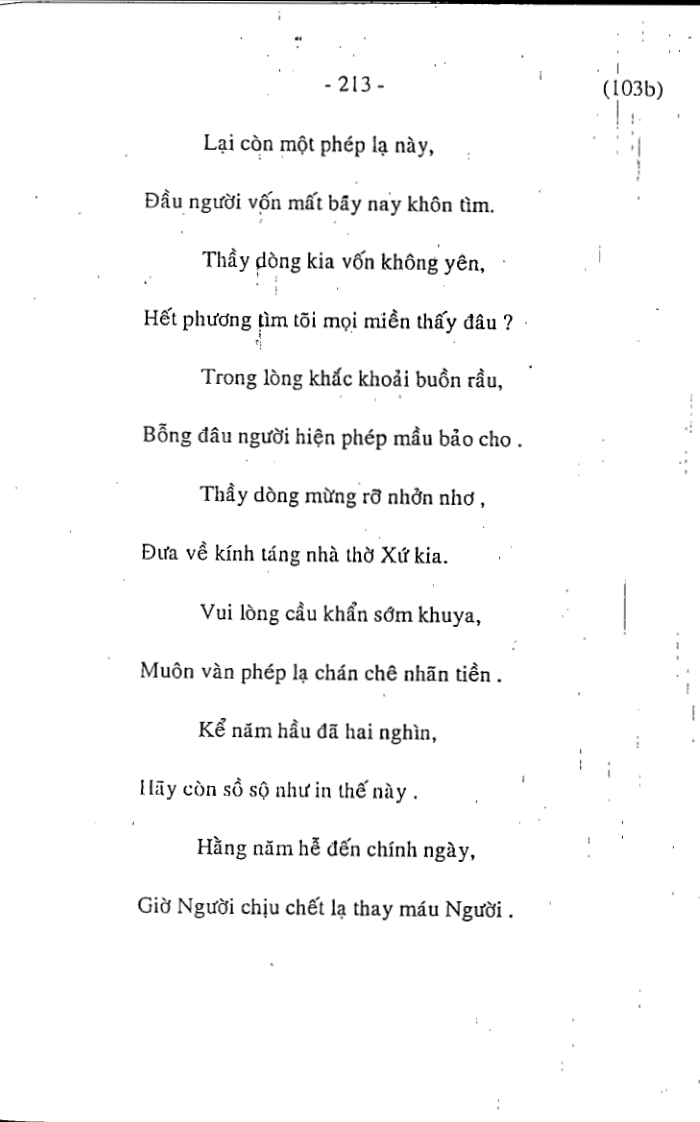 - 213 -
(103b)
Lại còn một phép lạ này,
Đầu người vốn mất bãy nay khôn tìm.
Thầy dòng kia vốn không yên,
Hết phương tìm tõi mọi miền thấy đâu ?
Trong lòng khắc khoải buồn rầu,
Bỗng đâu người hiện phép mầu bảo cho .
Thầy dòng mừng rỡ nhởn nhơ ,
Đưa về kính táng nhà thờ Xứ kia.
Vui lòng cầu khẩn sớm khuya,
Muôn vàn phép lạ chán chê nhãn tiền .
Kể năm hầu đã hai nghìn,
Hãy còn sồ sộ như in thế này .
Hằng năm hễ đến chính ngày,
Giờ Người chịu chết lạ thay máu Người .